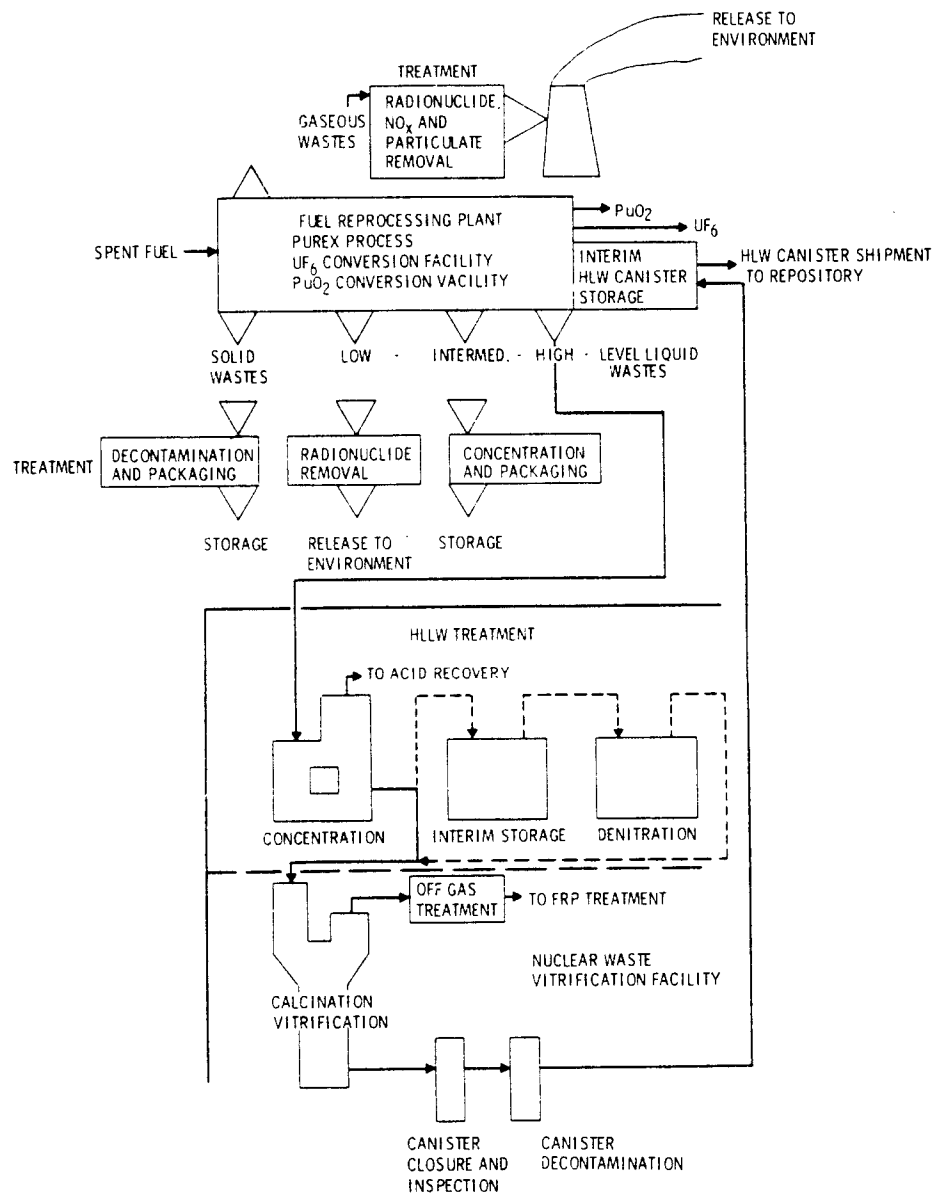 RELEASE TO
ENVIRONMENT
TREATMENT
GASEOUS
WASTES
RADIONUCLIDE,
NOx AND
PARTICULATE
REMOVAL
SPENT FUEL
FUEL REPROCESSING PLANT
PUREX PROCESS
UF6 CONVERSION FACILITY
PuO2 CONVERSION VACILITY
PuO2
UF6
INTERIM
HLW CANISTER
STORAGE
HLW CANISTER SHIPMENT
TO REPOSITORY
SOLID
WASTES
LOW - INTERMED. - HIGH - LEVEL LIQUID
WASTES
TREATMENT
DECONTAMINATION
AND PACKAGING
RADIONUCLIDE
REMOVAL
CONCENTRATION
AND PACKAGING
STORAGE
RELEASE TO
ENVIRONMENT
STORAGE
HLLW TREATMENT
TO ACID RECOVERY
CONCENTRATION
INTERIM STORAGE
DENITRATION
OFF GAS
TREATMENT
TO FRP TREATMENT
NUCLEAR WASTE
VITRIFICATION FACILITY
CALCINATION
VITRIFICATION
CANISTER
CLOSURE AND
INSPECTION
CANISTER
DECONTAMINATION